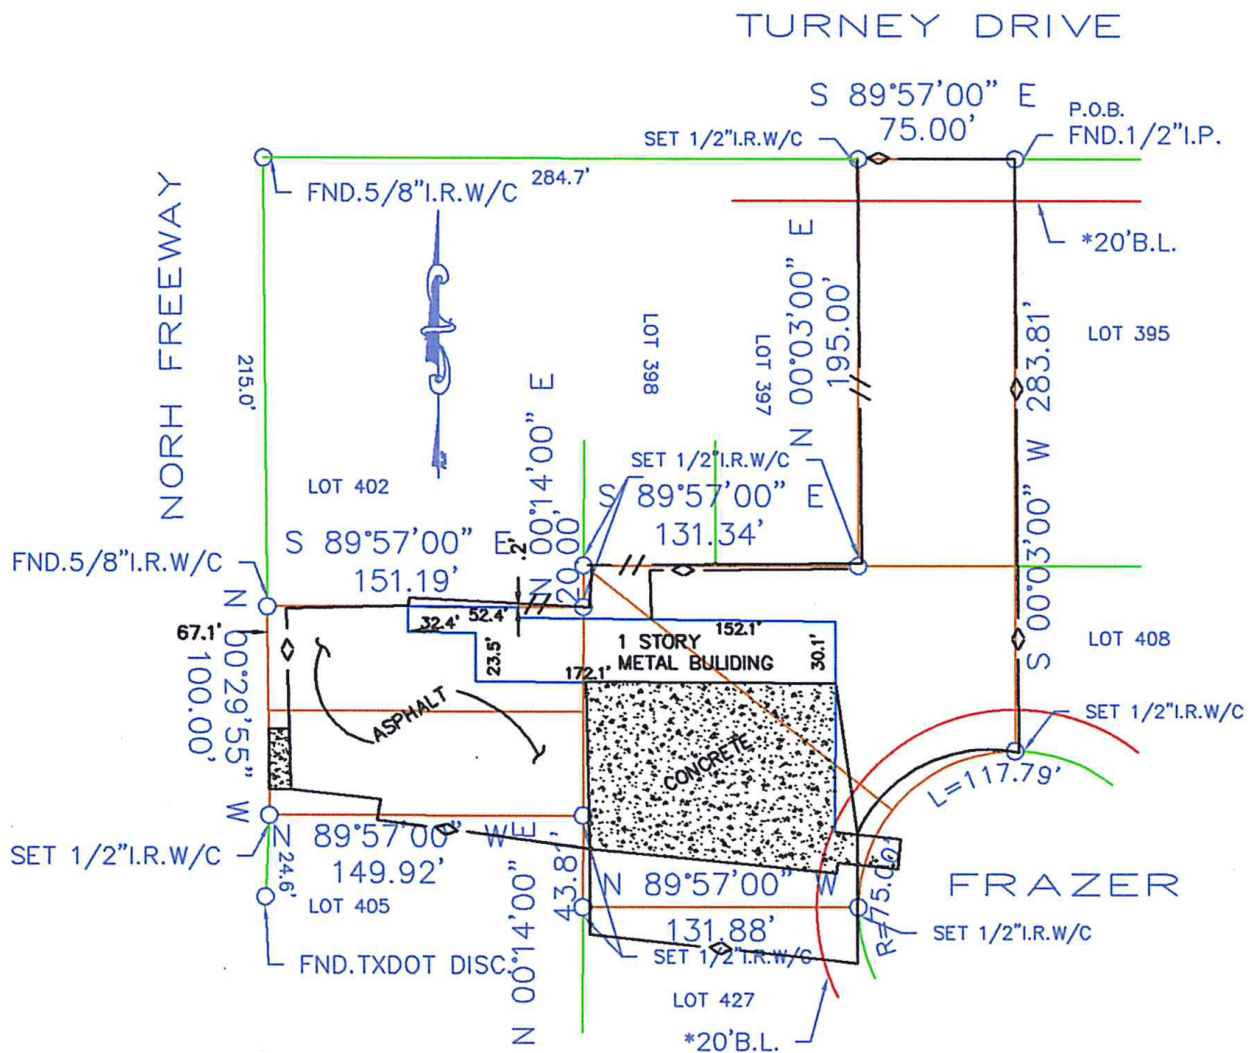 TURNEY DRIVE
S 89°57'00" E
75.00'
P.O.B.
FND.1/2"I.P.
SET 1/2"I.R.W/C
FND.5/8"I.R.W/C
284.7'
*20'B.L.
NORH FREEWAY
215.0'
LOT 398
LOT 397
N 00°03'00" E
195.00'
LOT 395
S 00°03'00" W 283.81'
LOT 402
SET 1/2"I.R.W/C
S 89°57'00" E
131.34'
N 00°14'00" E
20.00'
S 89°57'00" E
151.19'
.2'
FND.5/8"I.R.W/C
67.1'
N 00°29'55" W
100.00'
32.4'
52.4'
23.5'
172.1'
152.1'
30.1'
1 STORY
METAL BULIDING
LOT 408
ASPHALT
CONCRETE
SET 1/2"I.R.W/C
L=117.79'
SET 1/2"I.R.W/C
N 89°57'00" W
149.92'
24.6'
LOT 405
FND.TXDOT DISC.
N 00°14'00" E
43.81'
N 89°57'00" W
131.88'
SET 1/2"I.R.W/C
R=75.00'
FRAZER
SET 1/2"I.R.W/C
LOT 427
*20'B.L.